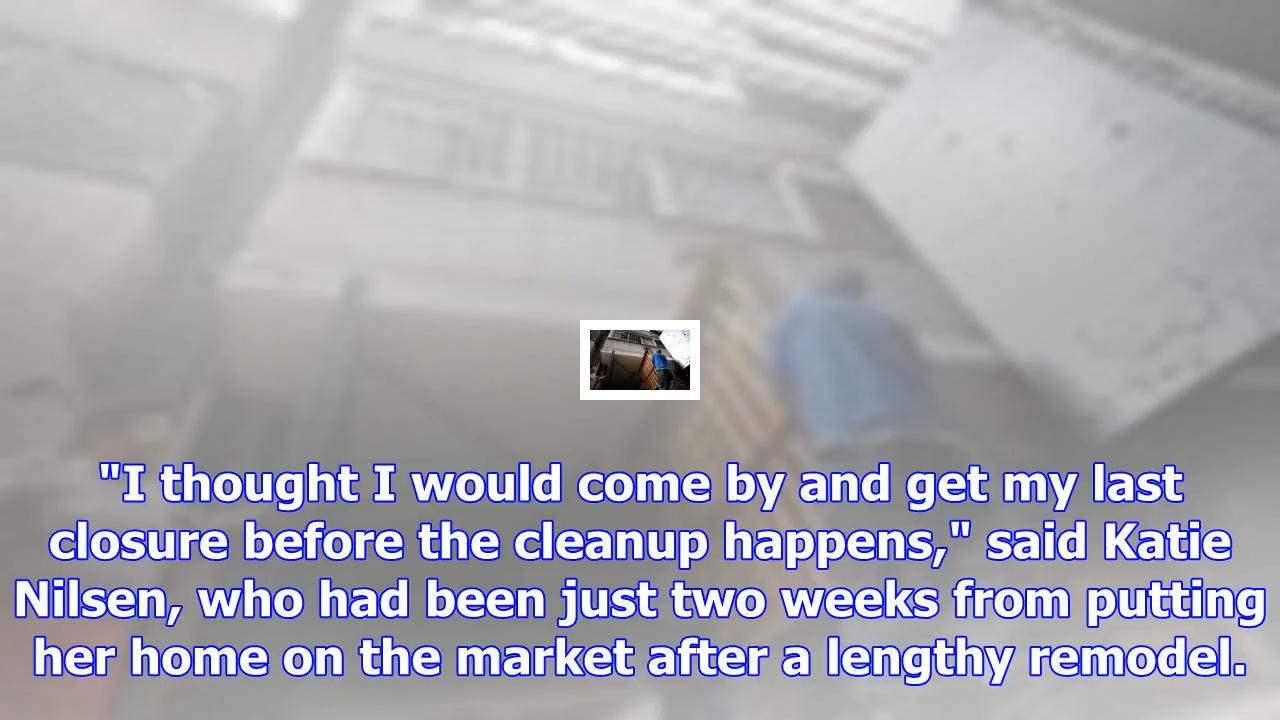 "I thought I would come by and get my last
closure before the cleanup happens," said Katie
Nilsen, who had been just two weeks from putting
her home on the market after a lengthy remodel.